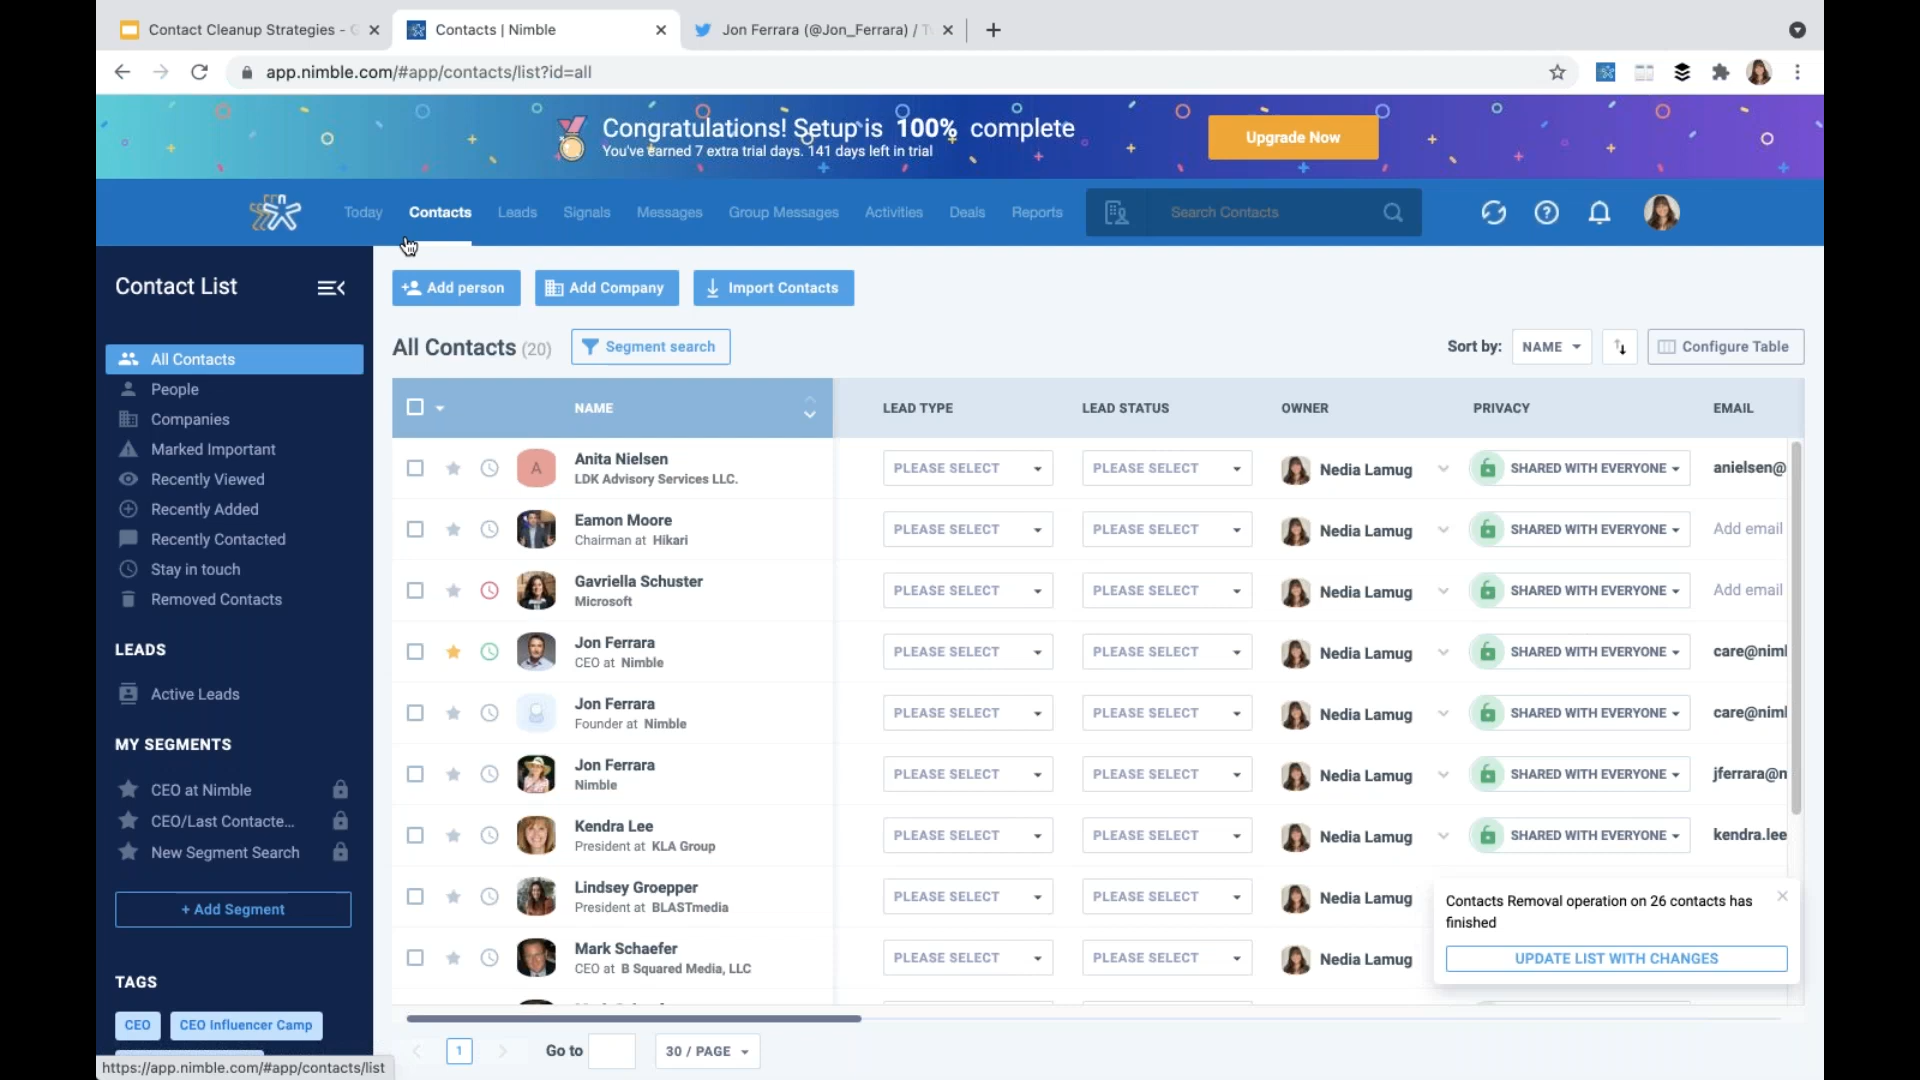 Contact Cleanup Strategies -
Contacts | Nimble
Jon Ferrara (@Jon_Ferrara) /
app.nimble.com/#app/contacts/list?id=all
Congratulations! Setup is 100% complete
You've earned 7 extra trial days. 141 days left in trial
Upgrade Now
Today Contacts Leads Signals Messages Group Messages Activities Deals Reports Search Contacts
Contact List
Add person Add Company Import Contacts
All Contacts (20) Segment search
Sort by: NAME Configure Table
All Contacts
People
Companies
Marked Important
Recently Viewed
Recently Added
Recently Contacted
Stay in touch
Removed Contacts
LEADS
Active Leads
MY SEGMENTS
CEO at Nimble
CEO/Last Contacte...
New Segment Search
+ Add Segment
TAGS
CEO CEO Influencer Camp
NAME LEAD TYPE LEAD STATUS OWNER PRIVACY EMAIL
A Anita Nielsen
LDK Advisory Services LLC.
PLEASE SELECT PLEASE SELECT Nedia Lamug SHARED WITH EVERYONE anielsen@
Eamon Moore
Chairman at Hikari
PLEASE SELECT PLEASE SELECT Nedia Lamug SHARED WITH EVERYONE Add email
Gavriella Schuster
Microsoft
PLEASE SELECT PLEASE SELECT Nedia Lamug SHARED WITH EVERYONE Add email
Jon Ferrara
CEO at Nimble
PLEASE SELECT PLEASE SELECT Nedia Lamug SHARED WITH EVERYONE care@niml
Jon Ferrara
Founder at Nimble
PLEASE SELECT PLEASE SELECT Nedia Lamug SHARED WITH EVERYONE care@niml
Jon Ferrara
Nimble
PLEASE SELECT PLEASE SELECT Nedia Lamug SHARED WITH EVERYONE jferrara@n
Kendra Lee
President at KLA Group
PLEASE SELECT PLEASE SELECT Nedia Lamug SHARED WITH EVERYONE kendra.lee
Lindsey Groepper
President at BLASTmedia
PLEASE SELECT PLEASE SELECT Nedia Lamug
Mark Schaefer
CEO at B Squared Media, LLC
PLEASE SELECT PLEASE SELECT Nedia Lamug
Contacts Removal operation on 26 contacts has
finished
UPDATE LIST WITH CHANGES
1 Go to 30 / PAGE
https://app.nimble.com/#app/contacts/list